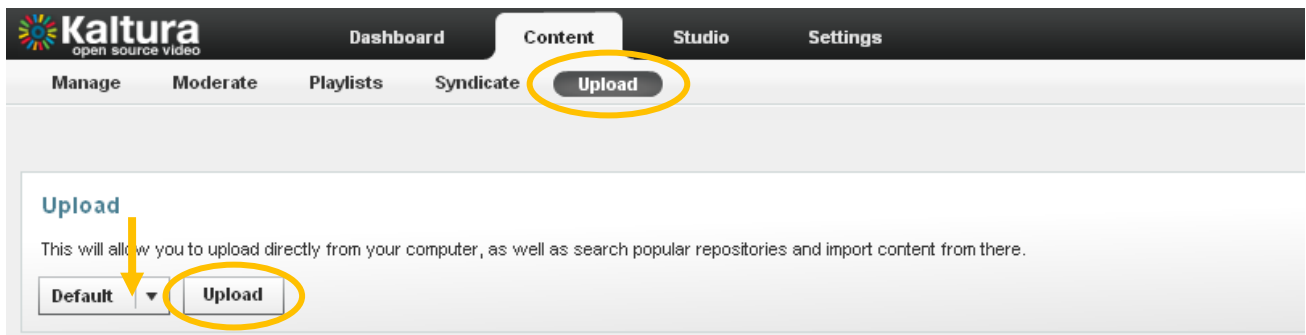 Kaltura
open source video
Dashboard Content Studio Settings
Manage Moderate Playlists Syndicate Upload
Upload
This will allow you to upload directly from your computer, as well as search popular repositories and import content from there.
Default Upload